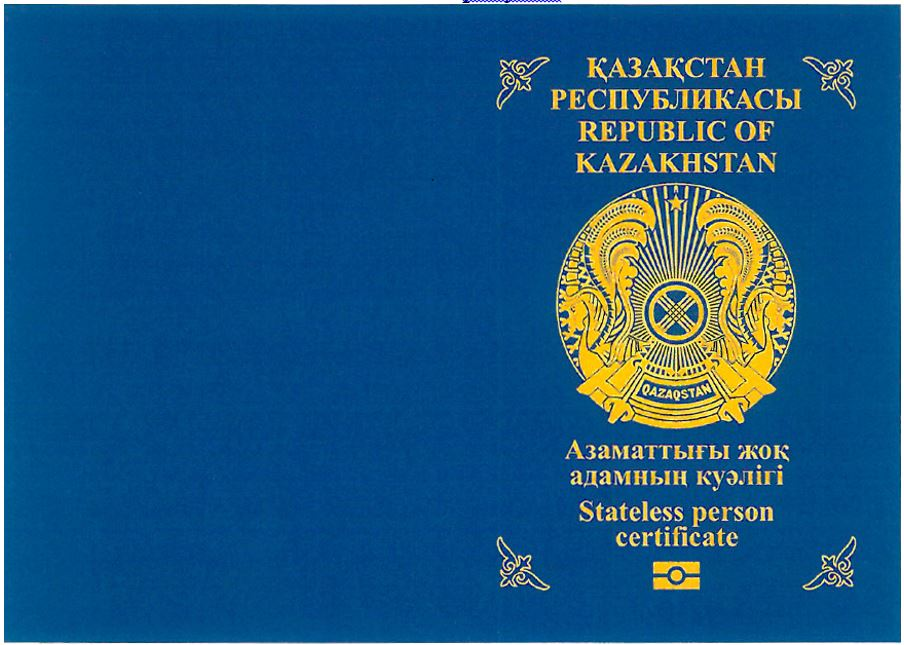 ҚАЗАҚСТАН
РЕСПУБЛИКАСЫ
REPUBLIC OF
KAZAKHSTAN
QAZAQSTAN
Азаматтығы жоқ
адамның куәлігі
Stateless person
certificate